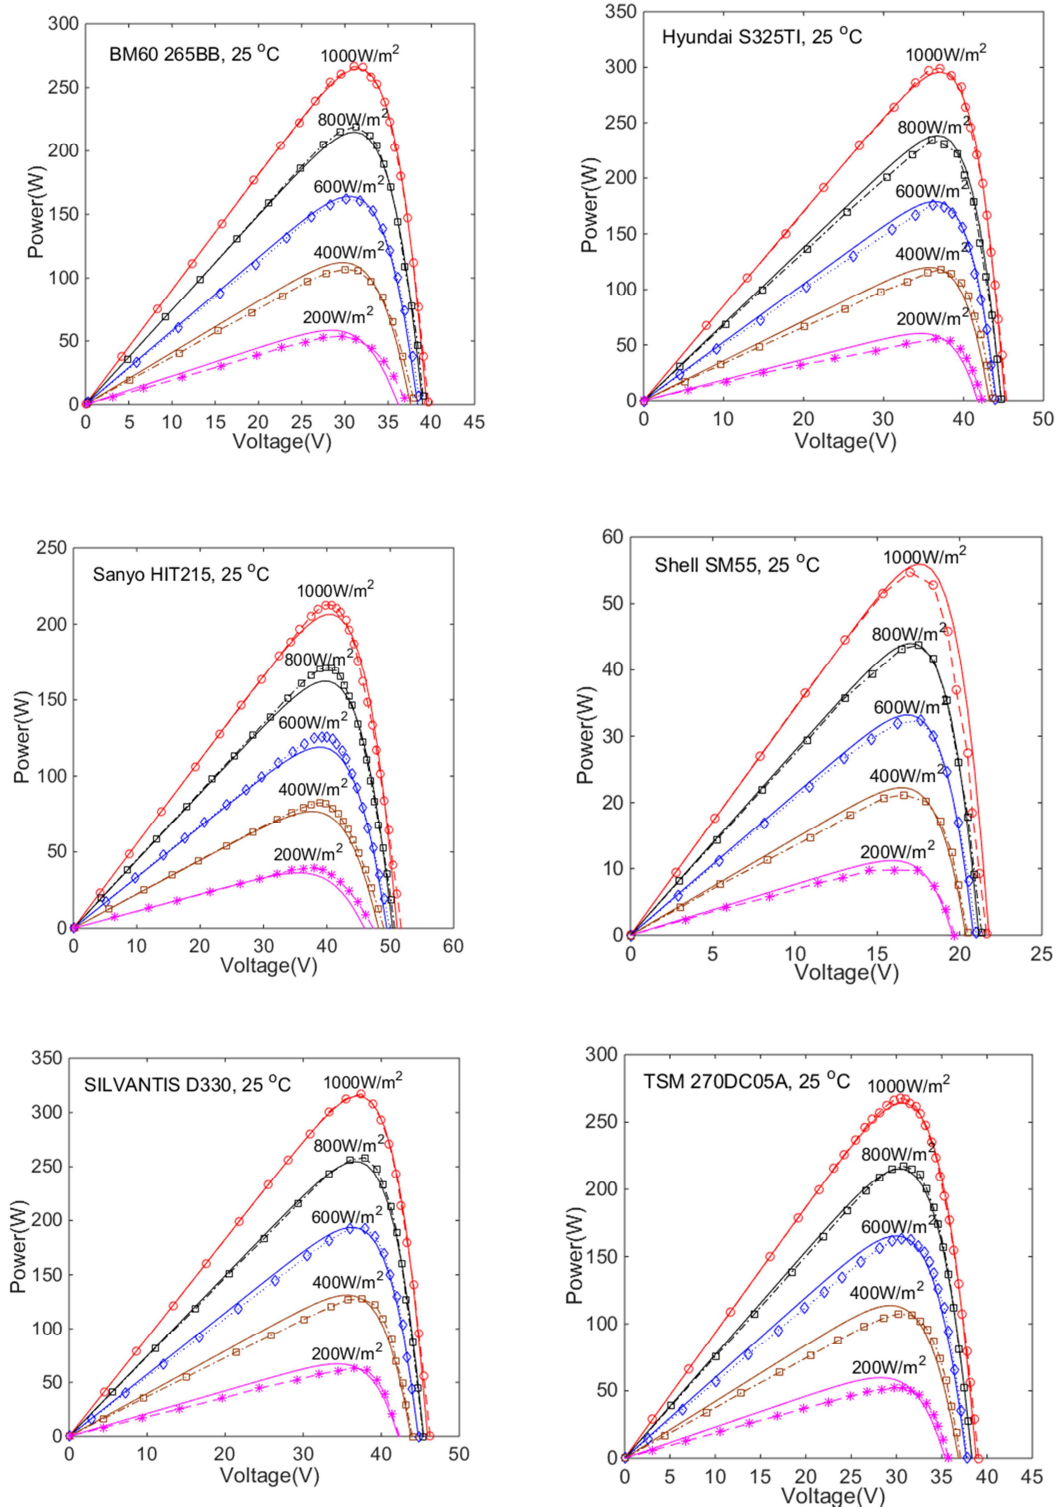 BM60 265BB, 25 °C
1000W/m²
800W/m²
600W/m²
400W/m²
200W/m²
Power(W)
300
250
200
150
100
50
0
0 5 10 15 20 25 30 35 40 45
Voltage(V)
Hyundai S325TI, 25 °C
1000W/m²
800W/m²
600W/m²
400W/m²
200W/m²
Power(W)
350
300
250
200
150
100
50
0
0 10 20 30 40 50
Voltage(V)
Sanyo HIT215, 25 °C
1000W/m²
800W/m²
600W/m²
400W/m²
200W/m²
Power(W)
250
200
150
100
50
0
0 10 20 30 40 50 60
Voltage(V)
Shell SM55, 25 °C
1000W/m²
800W/m²
600W/m²
400W/m²
200W/m²
Power(W)
60
50
40
30
20
10
0
0 5 10 15 20 25
Voltage(V)
SILVANTIS D330, 25 °C
1000W/m²
800W/m²
600W/m²
400W/m²
200W/m²
Power(W)
350
300
250
200
150
100
50
0
0 10 20 30 40 50
Voltage(V)
TSM 270DC05A, 25 °C
1000W/m²
800W/m²
600W/m²
400W/m²
200W/m²
Power(W)
300
250
200
150
100
50
0
0 5 10 15 20 25 30 35 40 45
Voltage(V)